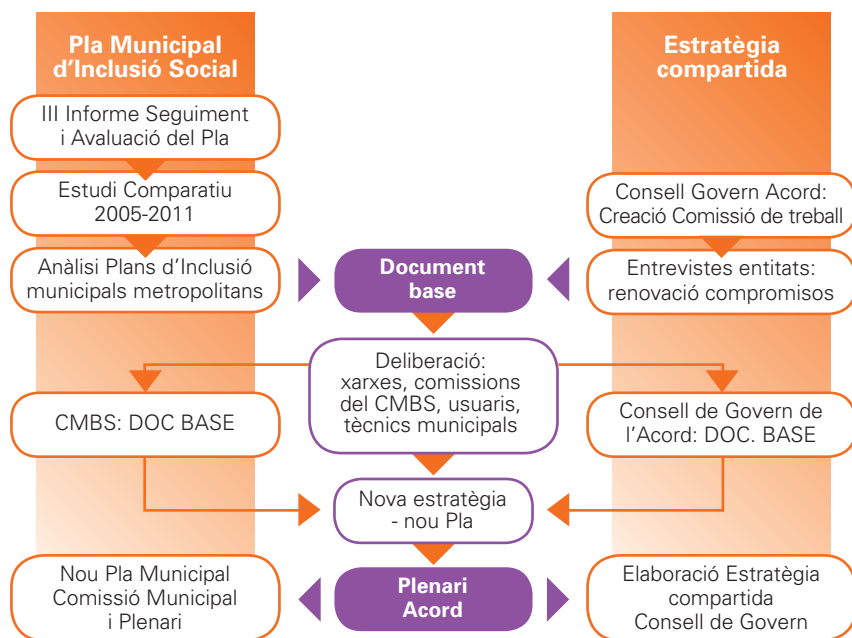 Pla Municipal
d'Inclusió Social
III Informe Seguiment
i Avaluació del Pla
Estudi Comparatiu
2005-2011
Anàlisi Plans d'Inclusió
municipals metropolitans
Estratègia
compartida
Consell Govern Acord:
Creació Comissió de treball
Entrevistes entitats:
renovació compromisos
Document
base
Deliberació:
xarxes, comissions
del CMBS, usuaris,
tècnics municipals
CMBS: DOC BASE
Consell de Govern de
l'Acord: DOC. BASE
Nova estratègia
- nou Pla
Plenari
Acord
Nou Pla Municipal
Comissió Municipal
i Plenari
Elaboració Estratègia
compartida
Consell de Govern